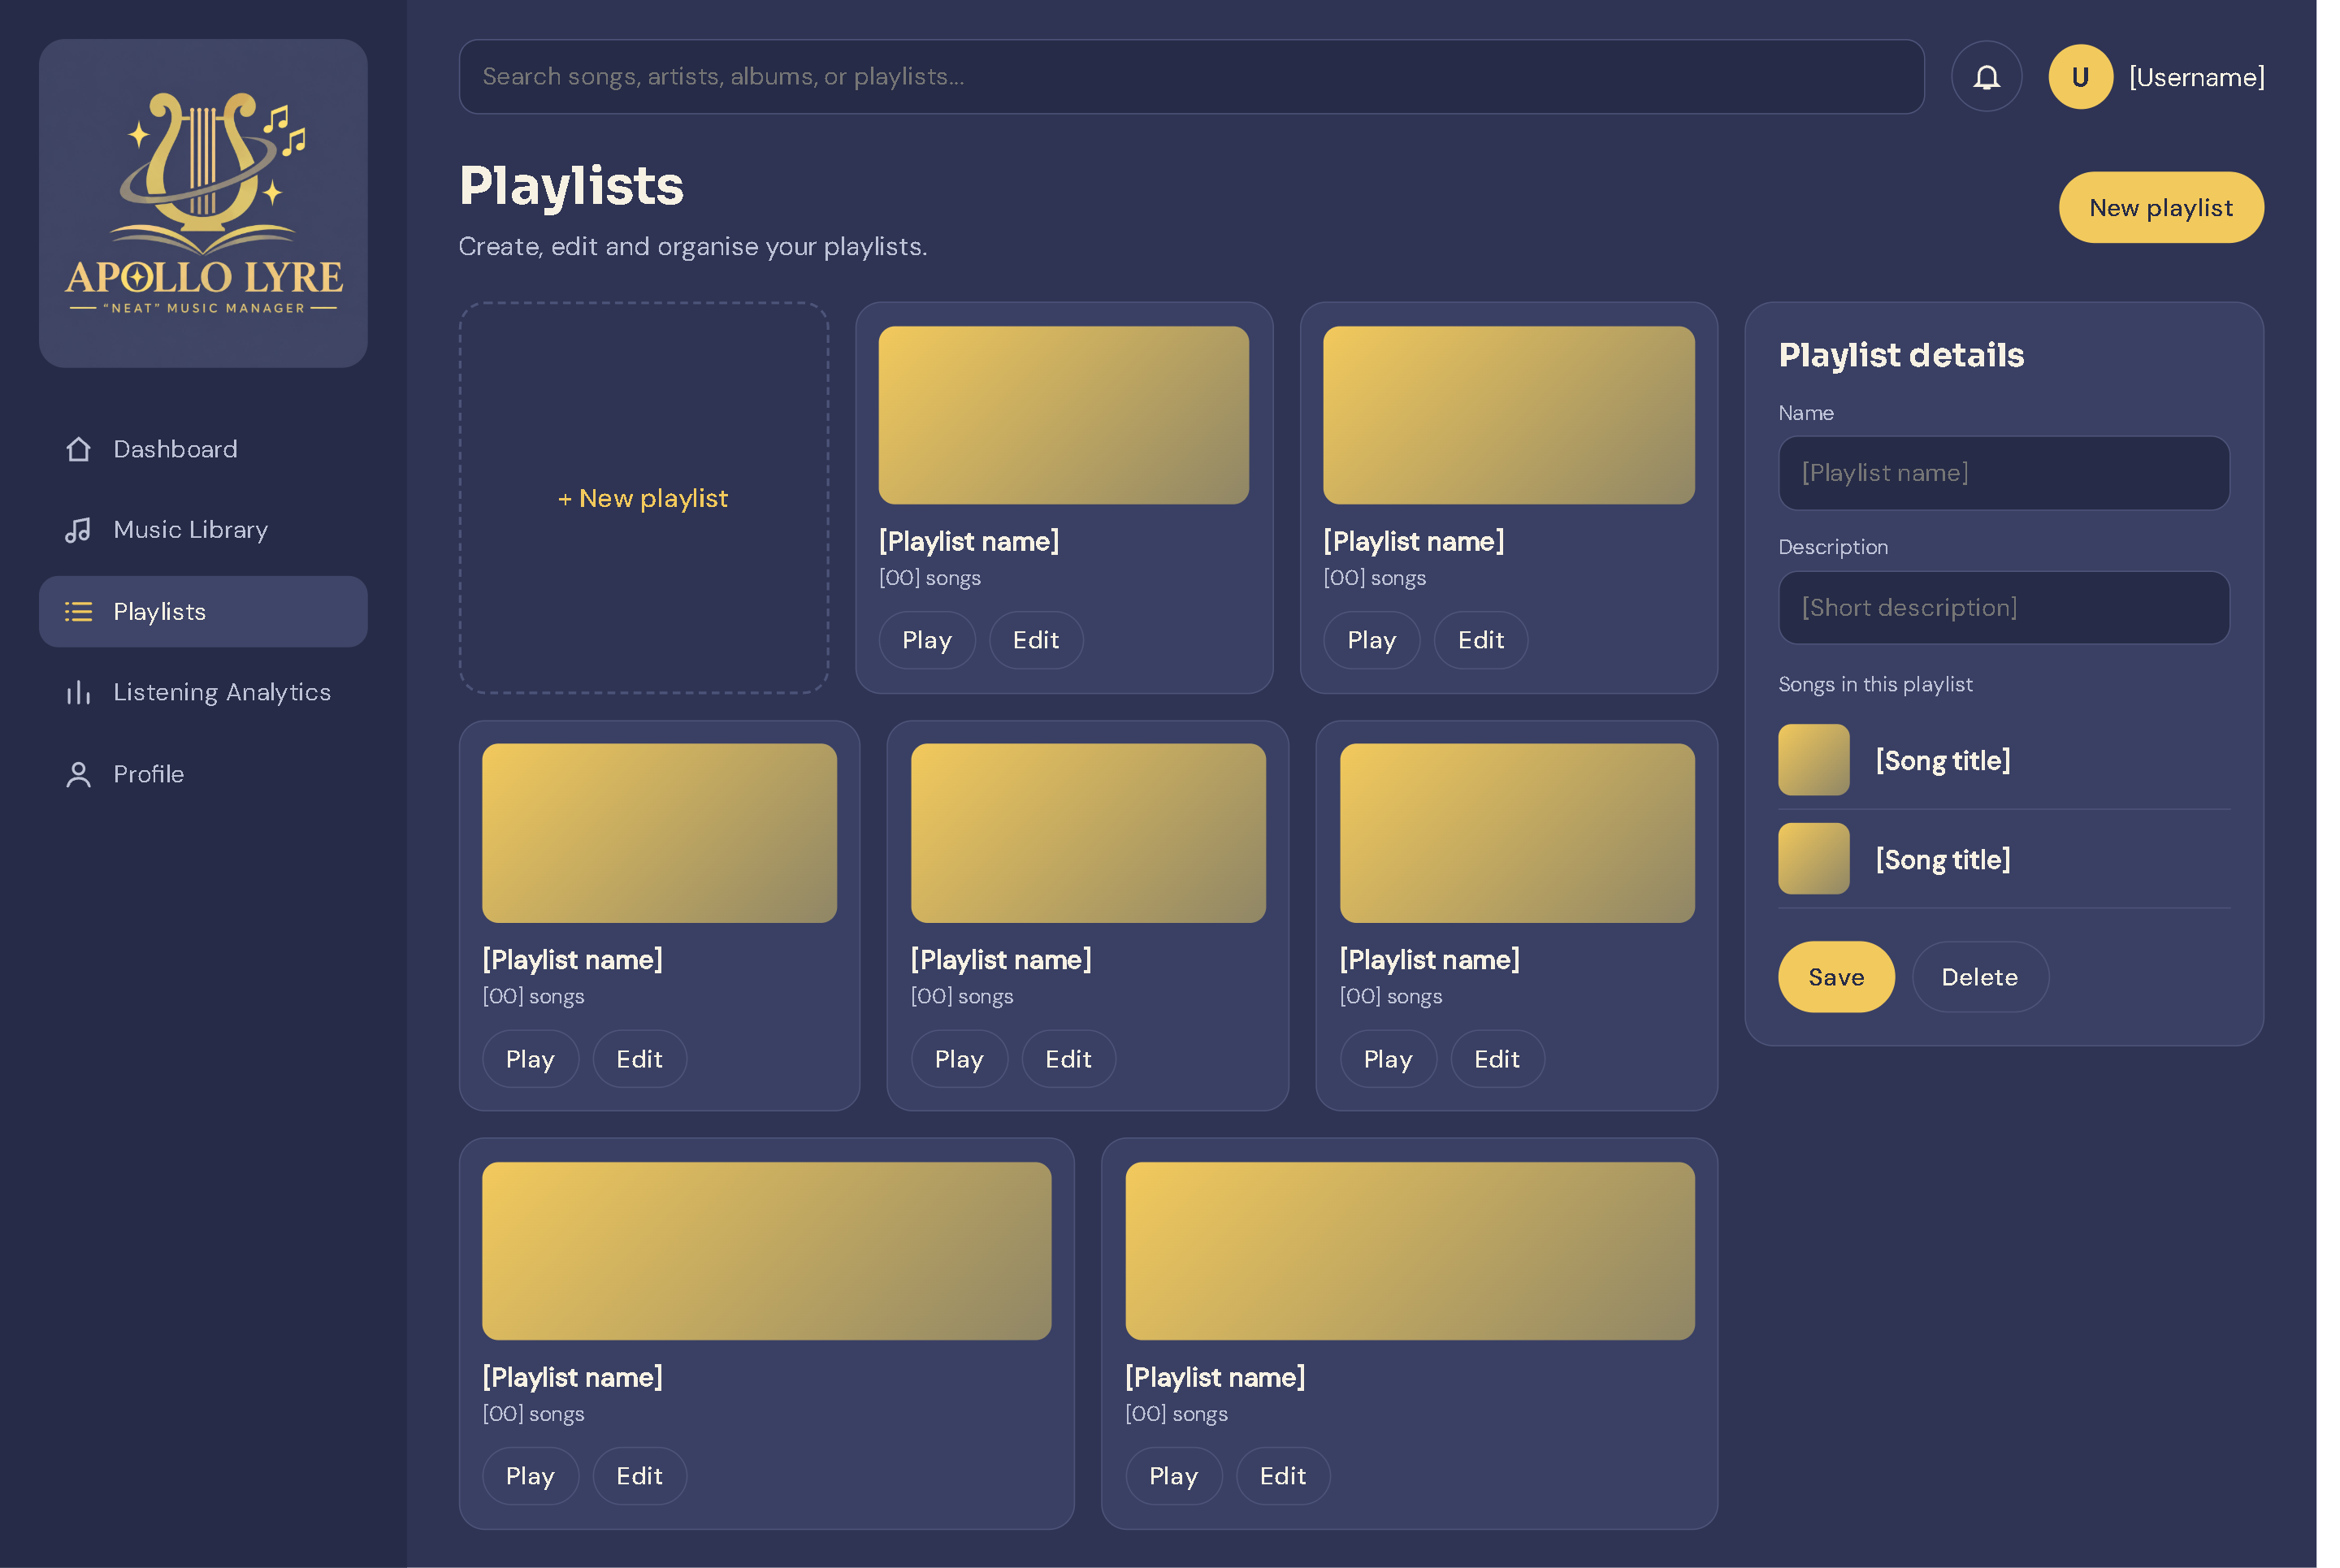 APOLLO LYRE
"NEAT" MUSIC MANAGER
Dashboard
Music Library
Playlists
Listening Analytics
Profile
Search songs, artists, albums, or playlists...
U
[Username]
Playlists
Create, edit and organise your playlists.
New playlist
+ New playlist
[Playlist name]
[00] songs
Play Edit
[Playlist name]
[00] songs
Play Edit
[Playlist name]
[00] songs
Play Edit
[Playlist name]
[00] songs
Play Edit
[Playlist name]
[00] songs
Play Edit
[Playlist name]
[00] songs
Play Edit
[Playlist name]
[00] songs
Play Edit
Playlist details
Name
[Playlist name]
Description
[Short description]
Songs in this playlist
[Song title]
[Song title]
Save Delete